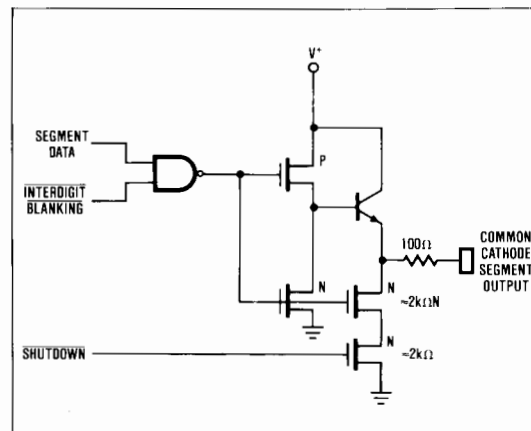 V+
SEGMENT
DATA
P
INTERDIGIT
BLANKING
100Ω
COMMON
CATHODE
SEGMENT
OUTPUT
N
N
≈2kΩN
N
SHUTDOWN
≈2kΩ